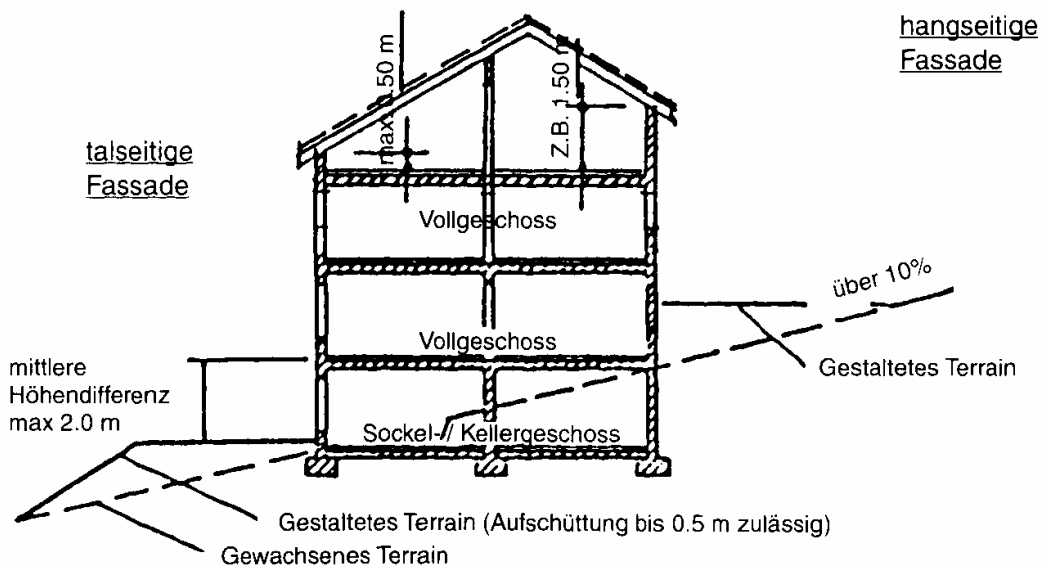 hangseitige
Fassade
talseitige
Fassade
max. .50 m
Z.B. 1.50 m
Vollgeschoss
über 10%
Vollgeschoss
Gestaltetes Terrain
mittlere
Höhendifferenz
max 2.0 m
Sockel-// Kellergeschoss
Gestaltetes Terrain (Aufschüttung bis 0.5 m zulässig)
Gewachsenes Terrain